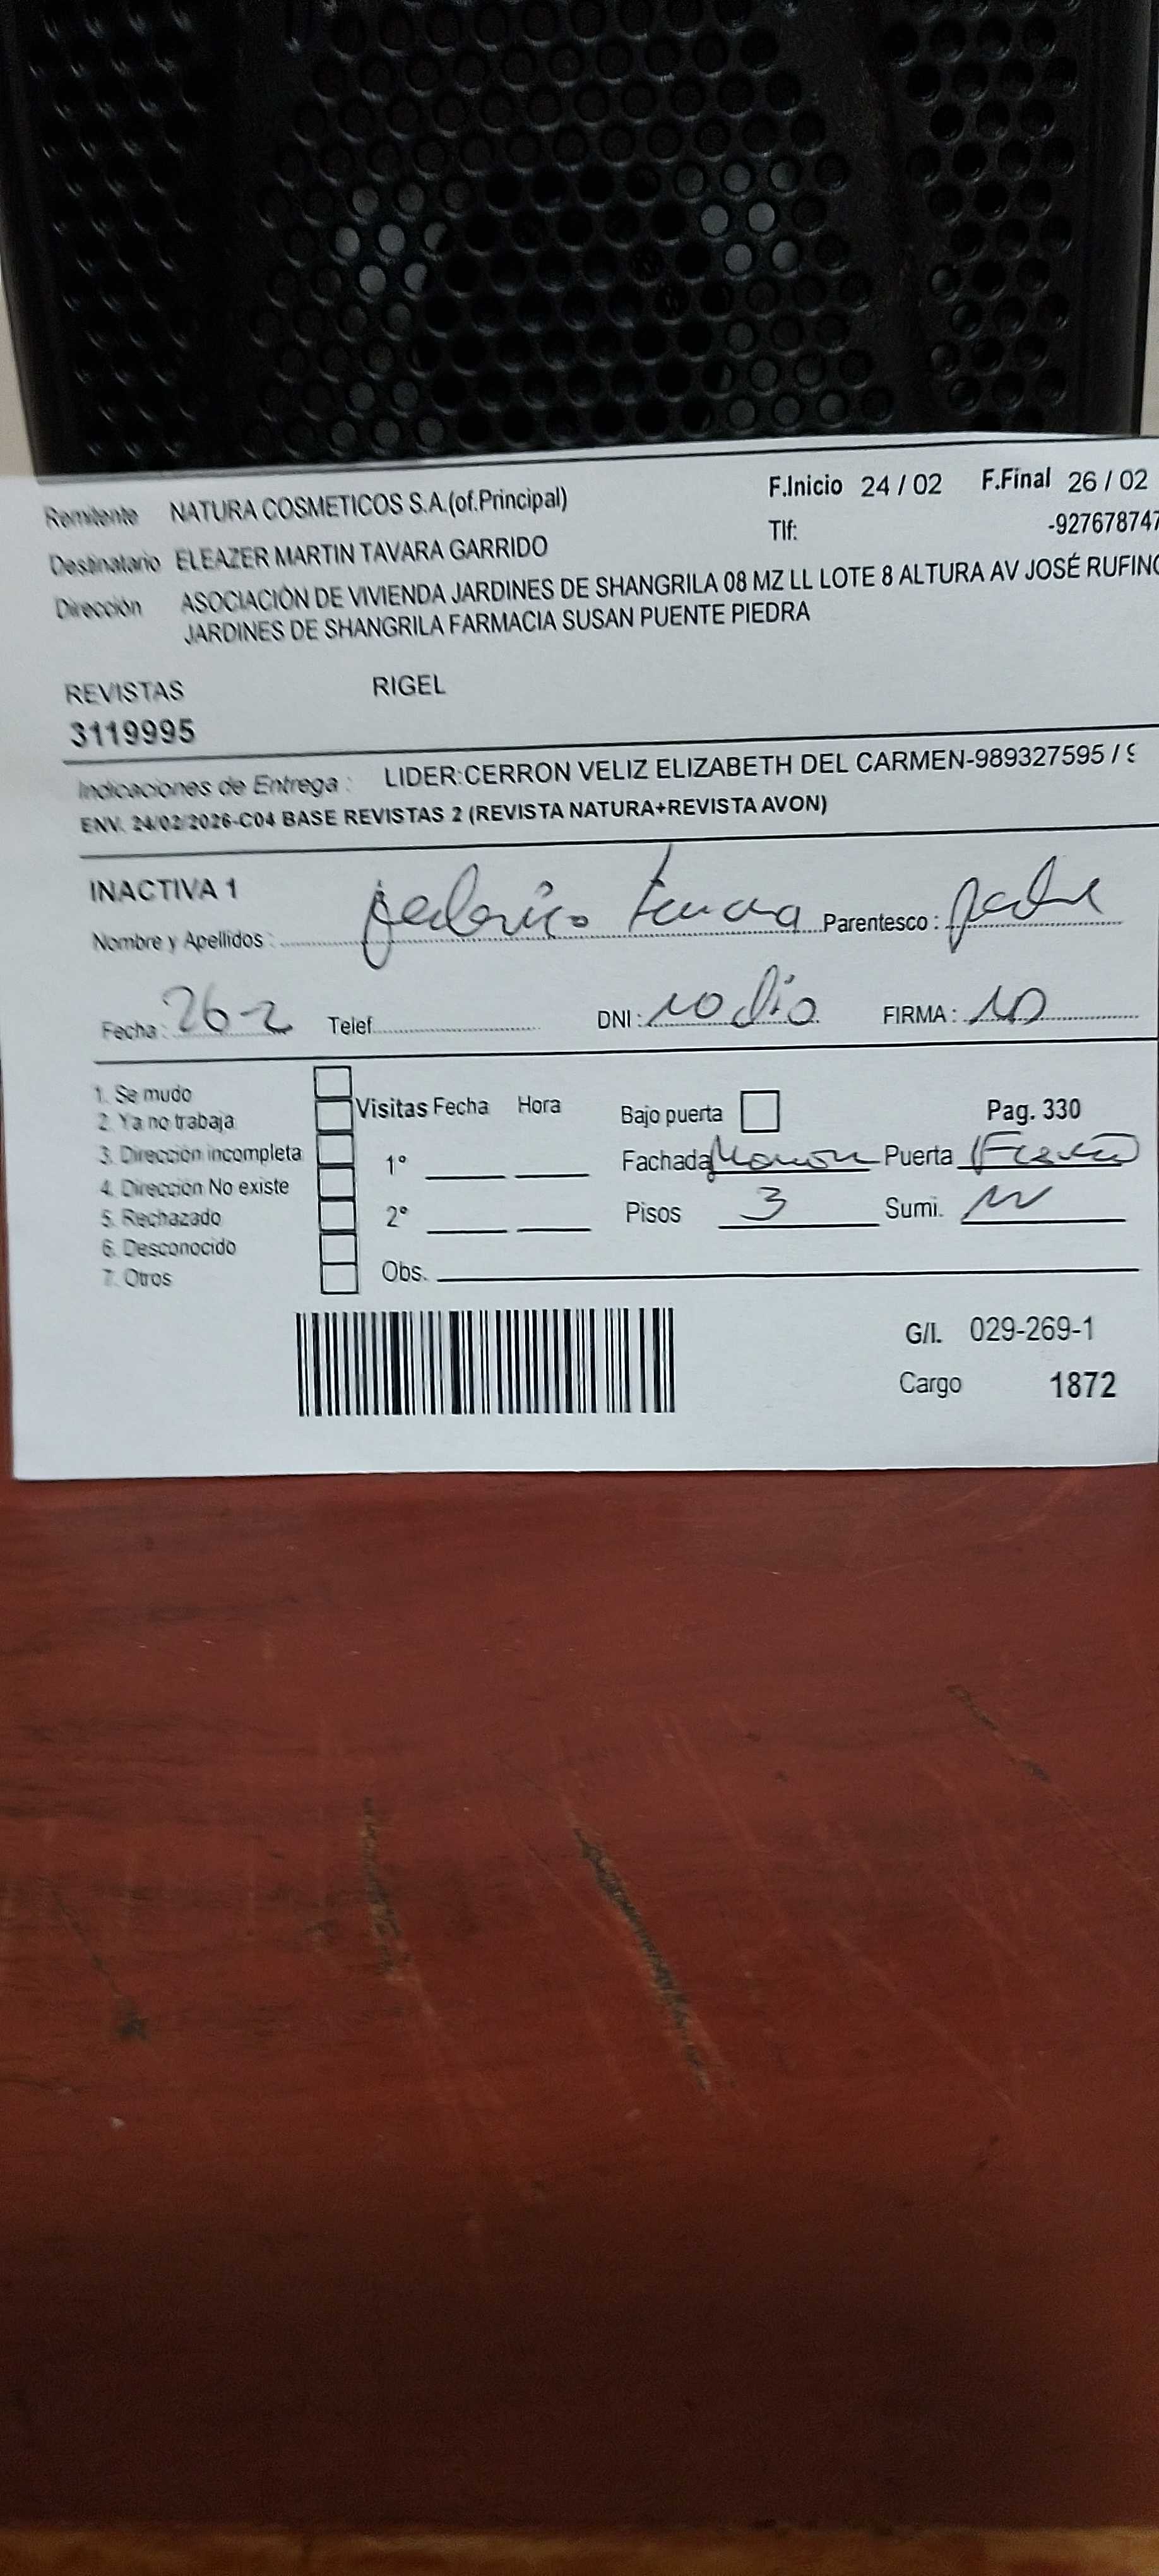 Remitente NATURA COSMETICOS S.A.(of.Principal) F.Inicio 24 / 02 F.Final 26 / 02
Tlf: -927678747
Destinatario ELEAZER MARTIN TAVARA GARRIDO
Dirección ASOCIACIÓN DE VIVIENDA JARDINES DE SHANGRILA 08 MZ LL LOTE 8 ALTURA AV JOSÉ RUFINO
JARDINES DE SHANGRILA FARMACIA SUSAN PUENTE PIEDRA
REVISTAS RIGEL
3119995
Indicaciones de Entrega : LIDER:CERRON VELIZ ELIZABETH DEL CARMEN-989327595 / 9
ENV. 24/02/2026-C04 BASE REVISTAS 2 (REVISTA NATURA+REVISTA AVON)
INACTIVA 1
Nombre y Apellidos : federico Parentesco : padre
Fecha : 26-2 Telef. DNI : no dio FIRMA :
1. Se mudo
2. Ya no trabaja
3. Dirección incompleta
4. Dirección No existe
5. Rechazado
6. Desconocido
7. Otros
Visitas Fecha Hora
1°
2°
Obs.
Bajo puerta Pag. 330
Fachada Puerta
Pisos 3 Sumi.
G/I. 029-269-1
Cargo 1872